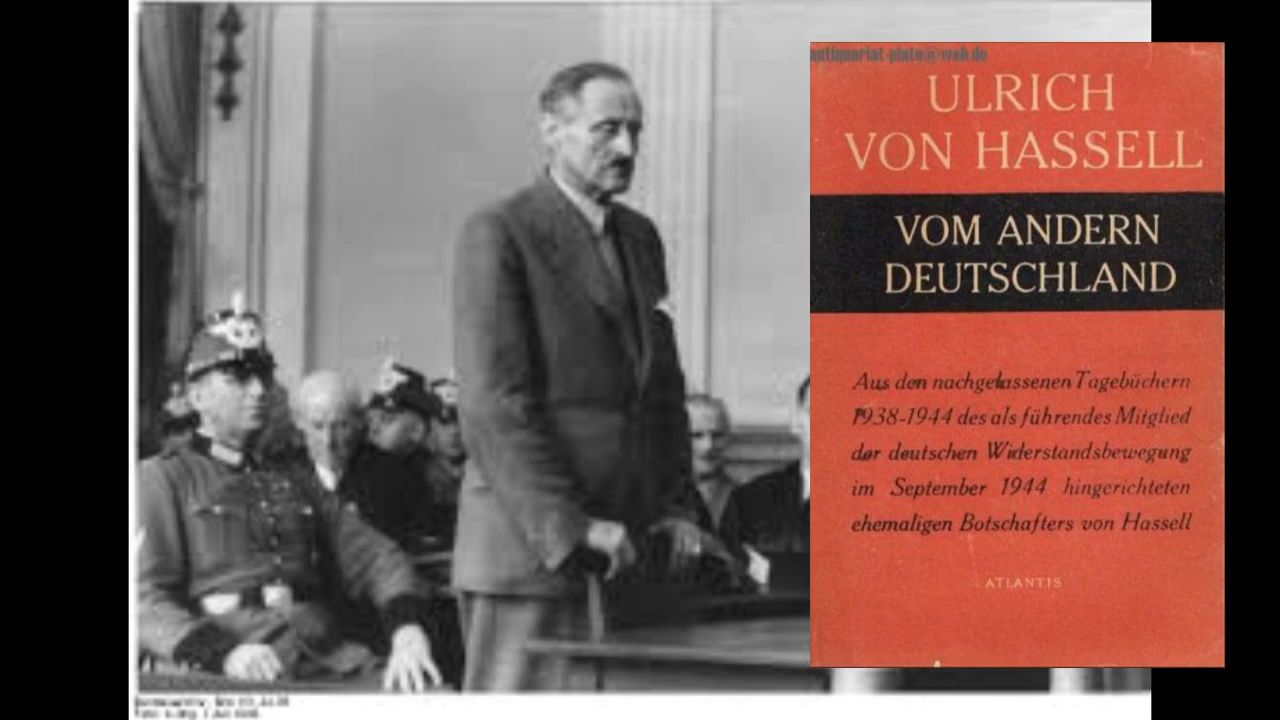 antiquariat-plate@web.de
ULRICH
VON HASSELL
VOM ANDERN
DEUTSCHLAND
Aus den nachgelassenen Tagebüchern
1938-1944 des als führendes Mitglied
der deutschen Widerstandsbewegung
im September 1944 hingerichteten
ehemaligen Botschafters von Hassell
ATLANTIS